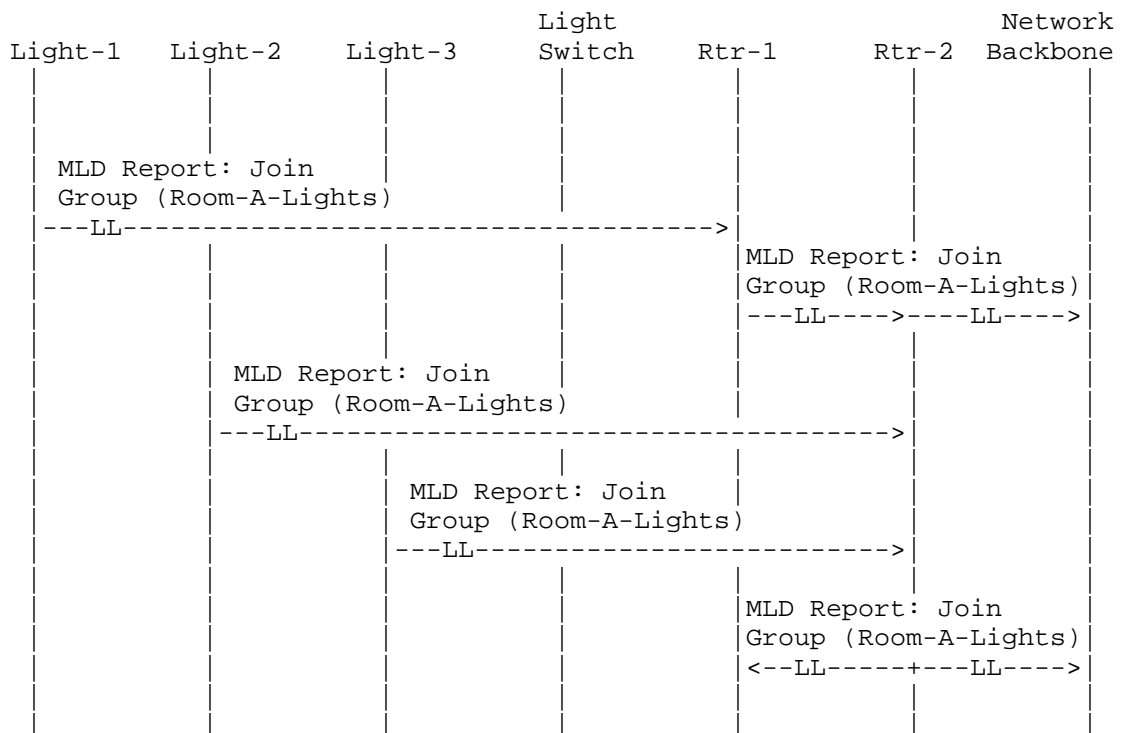 Light Network
Light-1 Light-2 Light-3 Switch Rtr-1 Rtr-2 Backbone
MLD Report: Join
Group (Room-A-Lights)
---LL------------------------------------->
MLD Report: Join
Group (Room-A-Lights)
---LL---->----LL---->
MLD Report: Join
Group (Room-A-Lights)
---LL------------------------------------->
MLD Report: Join
Group (Room-A-Lights)
---LL-------------------------->
MLD Report: Join
Group (Room-A-Lights)
<--LL-----+---LL---->